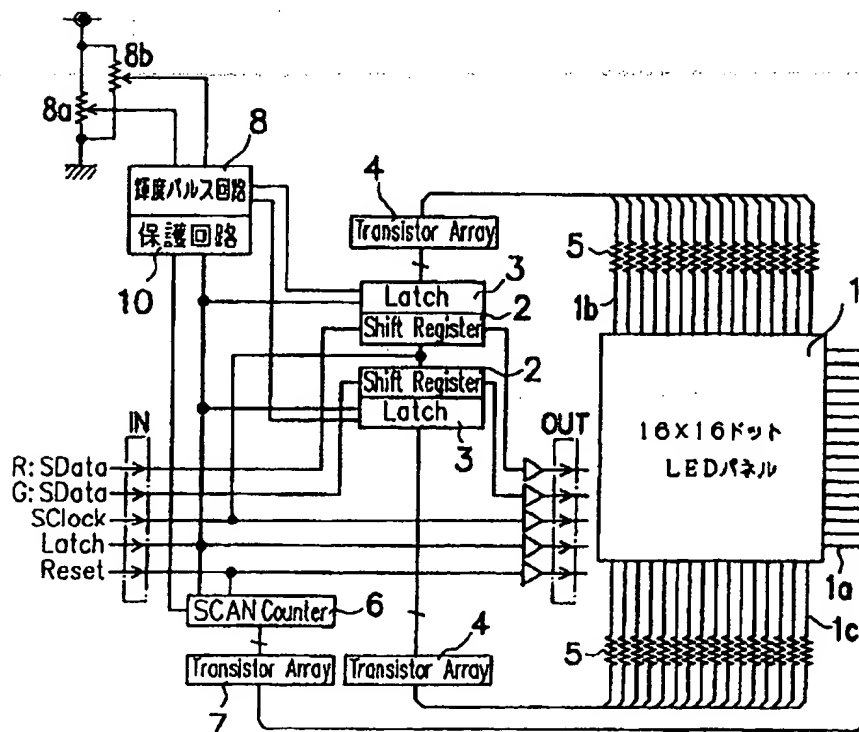 8b
8a
8
輝度パルス回路
保護回路
10
4
Transistor Array
5
3
Latch
2
Shift Register
1b
1
2
Shift Register
Latch
3
IN
OUT
16×16ドット
LEDパネル
R:SData
G:SData
SClock
Latch
Reset
1a
SCAN Counter
6
1c
4
5
Transistor Array
Transistor Array
7